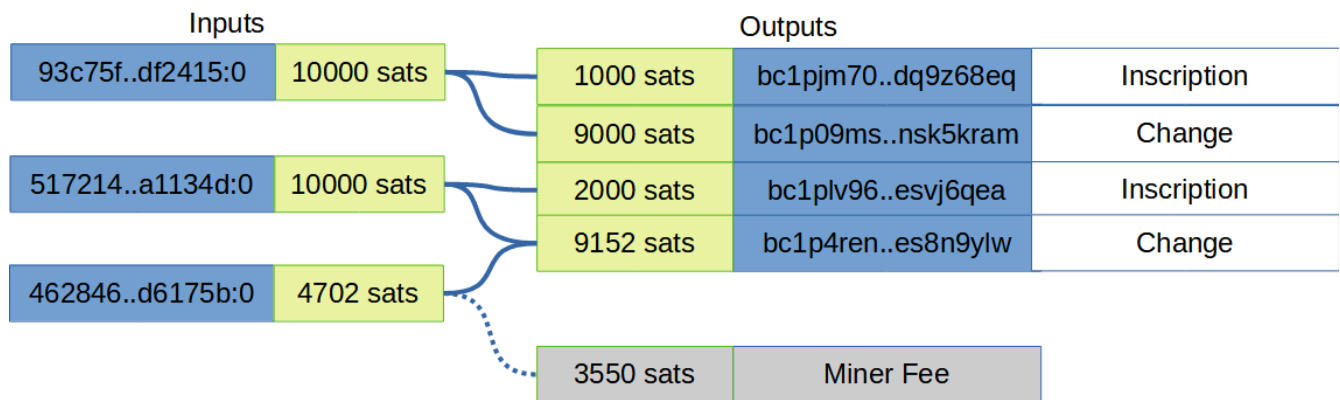 Inputs
Outputs
93c75f..df2415:0 10000 sats
1000 sats bc1pjm70..dq9z68eq Inscription
9000 sats bc1p09ms..nsk5kram Change
517214..a1134d:0 10000 sats
2000 sats bc1plv96..esvj6qea Inscription
9152 sats bc1p4ren..es8n9ylw Change
462846..d6175b:0 4702 sats
3550 sats Miner Fee